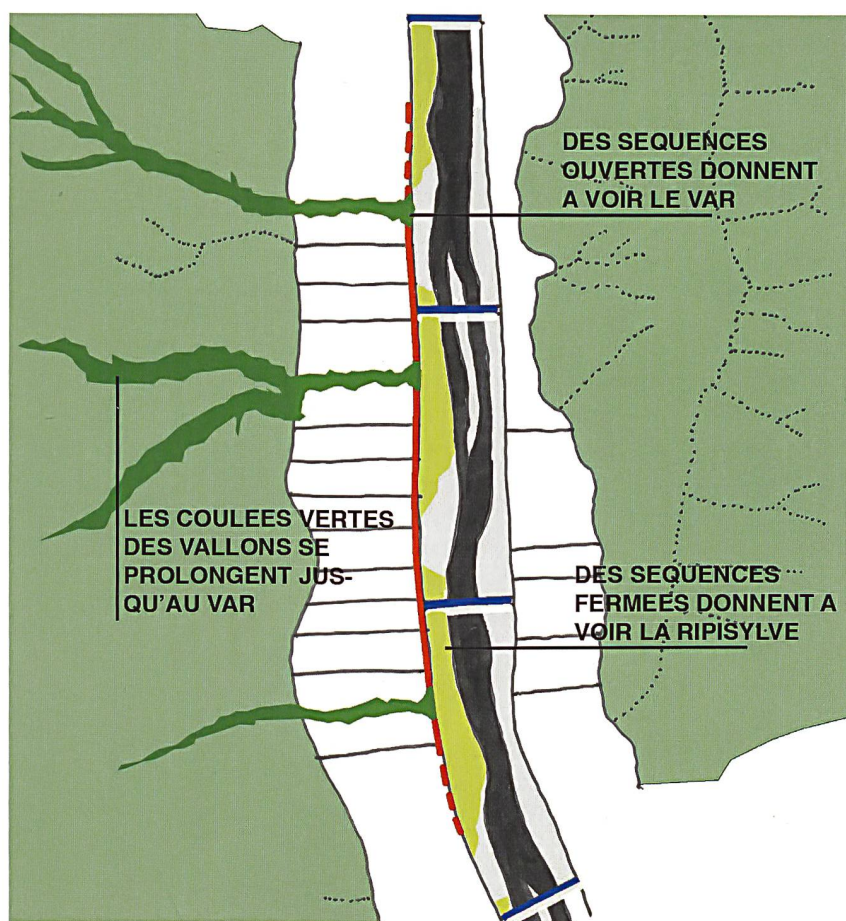 DES SEQUENCES
OUVERTES DONNENT
A VOIR LE VAR
LES COULEES VERTES
DES VALLONS SE
PROLONGENT JUS-
QU'AU VAR
DES SEQUENCES
FERMEES DONNENT A
VOIR LA RIPISYLVE